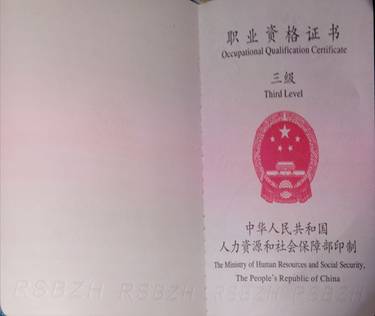 职业资格证书
Occupational Qualification Certificate
三级
Third Level
中华人民共和国
人力资源和社会保障部印制
The Ministry of Human Resources and Social Security,
The People's Republic of China
RSBZH RSBZH RSBZH RSBZH